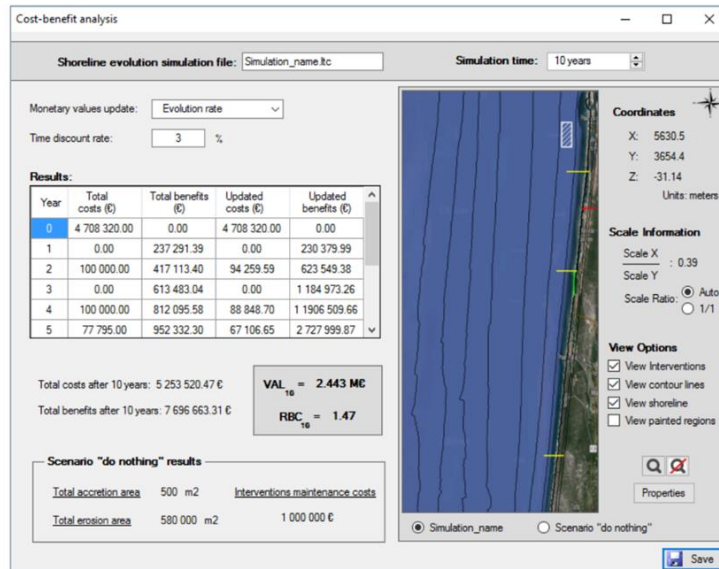 Cost-benefit analysis
Shoreline evolution simulation file: Simulation_name.ltc Simulation time: 10 years
Monetary values update: Evolution rate
Time discount rate: 3 %
Results:
Year Total costs (€) Total benefits (€) Updated costs (€) Updated benefits (€)
0 4 708 320.00 0.00 4 708 320.00 0.00
1 0.00 237 291.39 0.00 230 379.99
2 100 000.00 417 113.40 94 259.59 623 549.38
3 0.00 613 483.04 0.00 1 184 973.26
4 100 000.00 812 095.58 88 848.70 1 1906 509.66
5 77 795.00 952 332.30 67 106.65 2 727 999.87
Total costs after 10 years: 5 253 520.47 €
Total benefits after 10 years: 7 696 663.31 €
VAL10 = 2.443 M€
RBC10 = 1.47
Scenario "do nothing" results
Total accretion area 500 m2 Interventions maintenance costs
Total erosion area 580 000 m2 1 000 000 €
Coordinates
X: 5630.5
Y: 3654.4
Z: -31.14
Units: meters
Scale Information
Scale X
Scale Y : 0.39
Scale Ratio: Auto
1/1
View Options
View Interventions
View contour lines
View shoreline
View painted regions
Properties
Simulation_name Scenario "do nothing"
Save